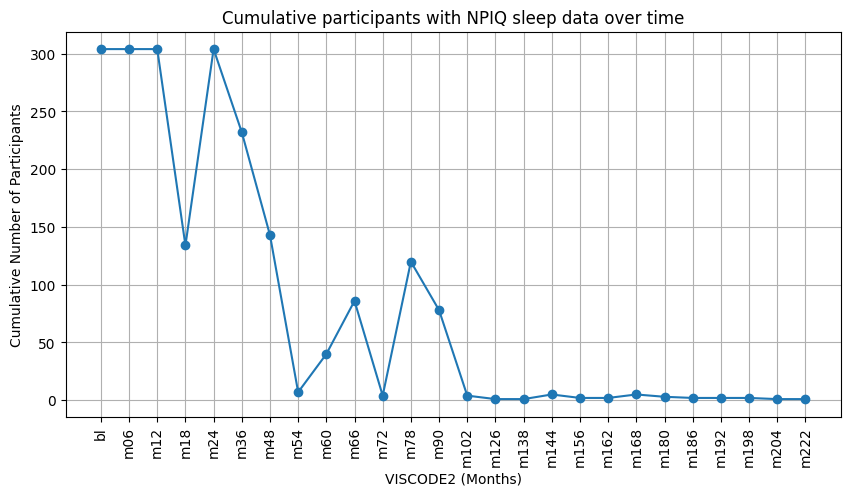 Cumulative participants with NPIQ sleep data over time
Cumulative Number of Participants
300
250
200
150
100
50
0
bl
m06
m12
m18
m24
m36
m48
m54
m60
m66
m72
m78
m90
m102
m126
m138
m144
m156
m162
m168
m180
m186
m192
m198
m204
m222
VISCODE2 (Months)